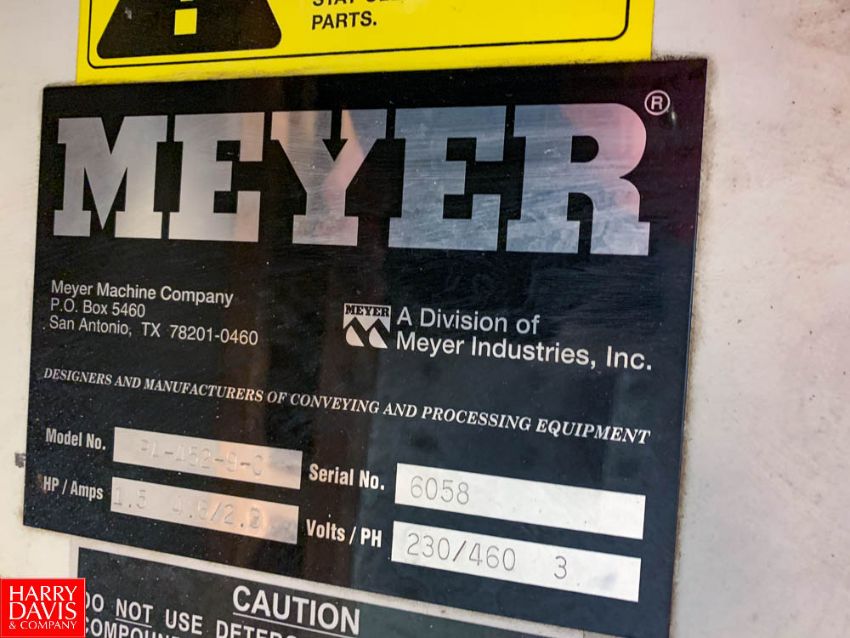 PARTS.
MEYER®
Meyer Machine Company
P.O. Box 5460
San Antonio, TX 78201-0460
MEYER
A Division of
Meyer Industries, Inc.
DESIGNERS AND MANUFACTURERS OF CONVEYING AND PROCESSING EQUIPMENT
Model No.
Serial No. 6058
HP / Amps 1.5
Volts / PH 230/460 3
CAUTION
DO NOT USE
HARRY
DAVIS
& COMPANY